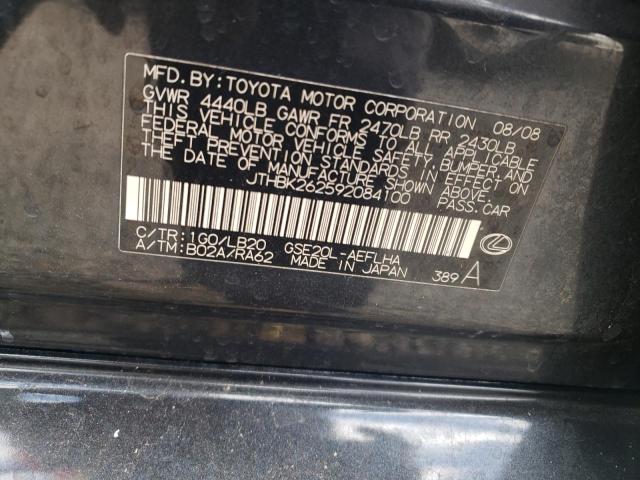 MFD. BY: TOYOTA MOTOR CORPORATION 08/08
GVWR 4440LB GAWR FR 2470LB RR 2430LB
THIS VEHICLE CONFORMS TO ALL APPLICABLE
FEDERAL MOTOR VEHICLE SAFETY, BUMPER, AND
THEFT PREVENTION STANDARDS IN EFFECT ON
THE DATE OF MANUFACTURE SHOWN ABOVE.
JTHBK262592084100 PASS. CAR
C/TR: 1G0/LB20 GSE20L-AEFLHA
A/TM: B02A/RA62 MADE IN JAPAN 389 A